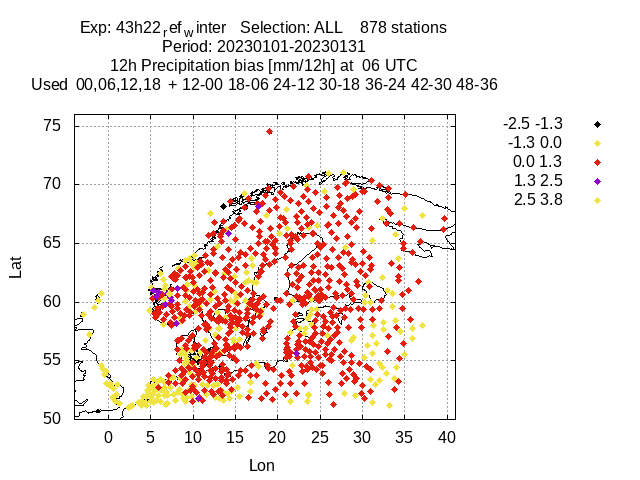 Exp: 43h22refwinter   Selection: ALL    878 stations
Period: 20230101-20230131
12h Precipitation bias [mm/12h] at  06 UTC
Used  00,06,12,18  + 12-00 18-06 24-12 30-18 36-24 42-30 48-36
-2.5 -1.3
-1.3 0.0
0.0 1.3
1.3 2.5
2.5 3.8
75
70
65
60
55
50
Lat
0 5 10 15 20 25 30 35 40
Lon